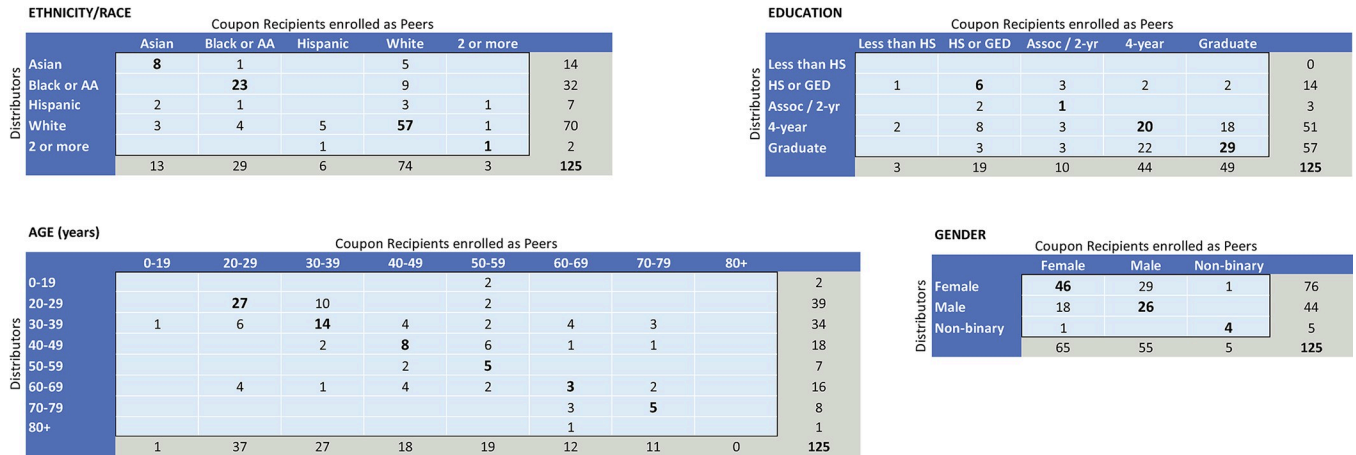 ETHNICITY/RACE
Coupon Recipients enrolled as Peers
Asian Black or AA Hispanic White 2 or more
Distributors
Asian 8 1 5 14
Black or AA 23 9 32
Hispanic 2 1 3 1 7
White 3 4 5 57 1 70
2 or more 1 1 2
13 29 6 74 3 125
EDUCATION
Coupon Recipients enrolled as Peers
Less than HS HS or GED Assoc / 2-yr 4-year Graduate
Distributors
Less than HS 0
HS or GED 1 6 3 2 2 14
Assoc / 2-yr 2 1 3
4-year 2 8 3 20 18 51
Graduate 3 3 22 29 57
3 19 10 44 49 125
AGE (years)
Coupon Recipients enrolled as Peers
0-19 20-29 30-39 40-49 50-59 60-69 70-79 80+
Distributors
0-19 2 2
20-29 27 10 2 39
30-39 1 6 14 4 2 4 3 34
40-49 2 8 6 1 1 18
50-59 2 5 7
60-69 4 1 4 2 3 2 16
70-79 3 5 8
80+ 1 1
1 37 27 18 19 12 11 0 125
GENDER
Coupon Recipients enrolled as Peers
Female Male Non-binary
Distributors
Female 46 29 1 76
Male 18 26 44
Non-binary 1 4 5
65 55 5 125